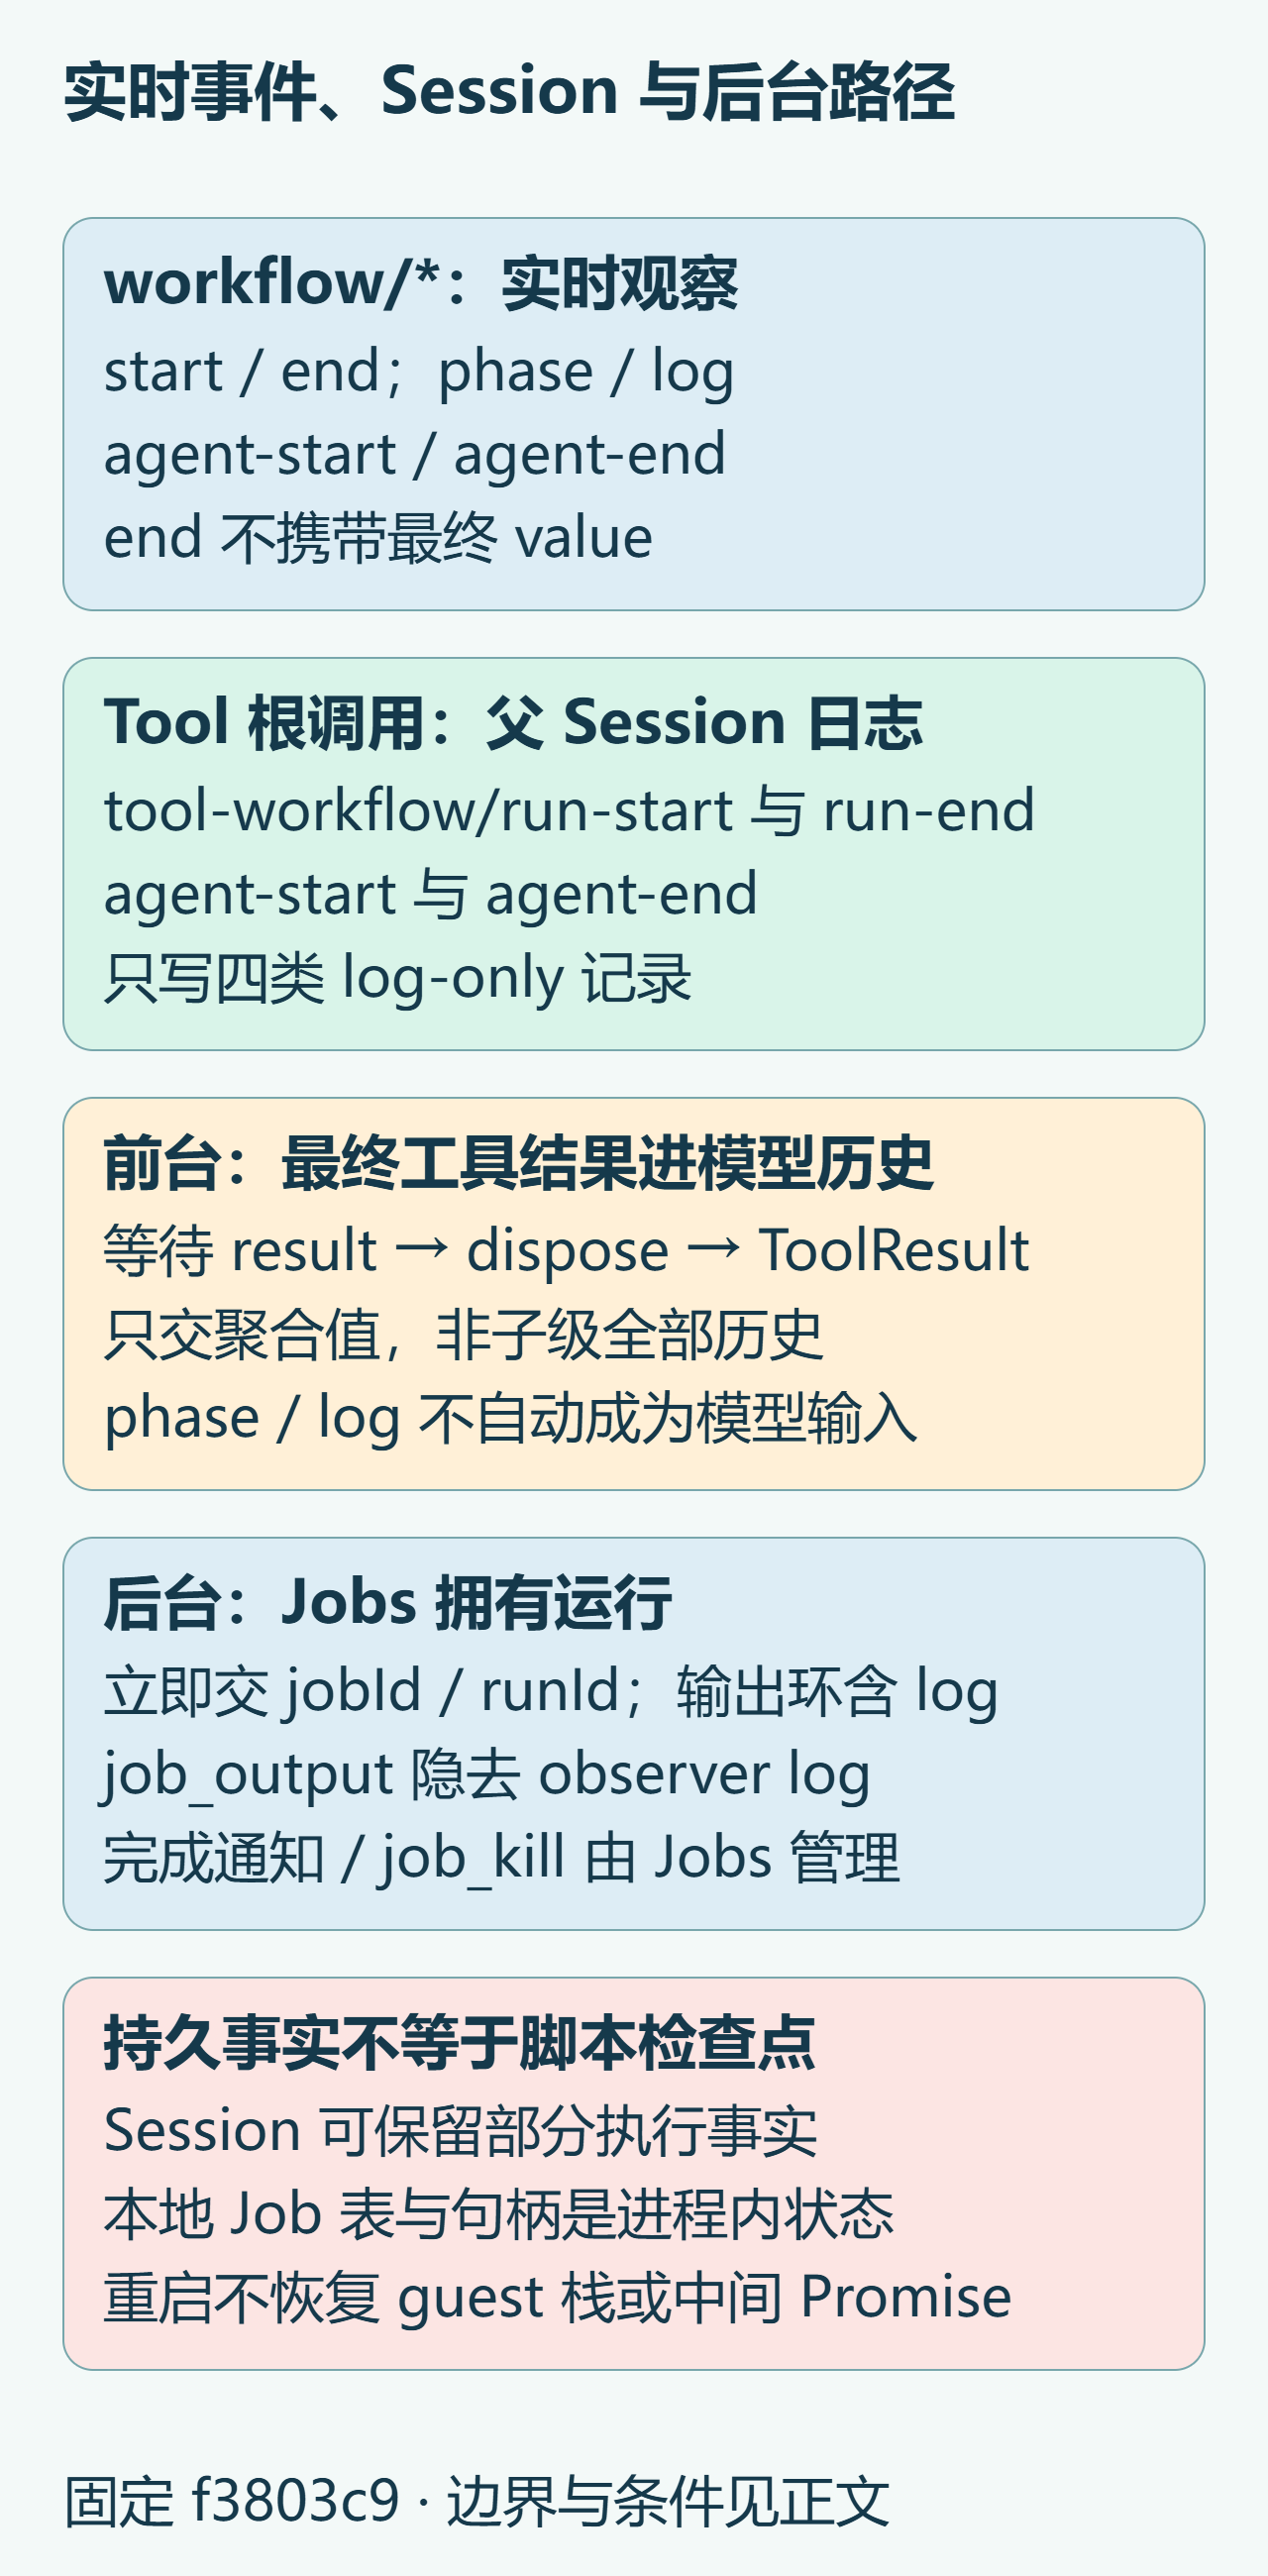 实时事件、Session 与后台路径
workflow/*：实时观察
start / end；phase / log
agent-start / agent-end
end 不携带最终 value
Tool 根调用：父 Session 日志
tool-workflow/run-start 与 run-end
agent-start 与 agent-end
只写四类 log-only 记录
前台：最终工具结果进模型历史
等待 result → dispose → ToolResult
只交聚合值，非子级全部历史
phase / log 不自动成为模型输入
后台：Jobs 拥有运行
立即交 jobId / runId；输出环含 log
job_output 隐去 observer log
完成通知 / job_kill 由 Jobs 管理
持久事实不等于脚本检查点
Session 可保留部分执行事实
本地 Job 表与句柄是进程内状态
重启不恢复 guest 栈或中间 Promise
固定 f3803c9 · 边界与条件见正文